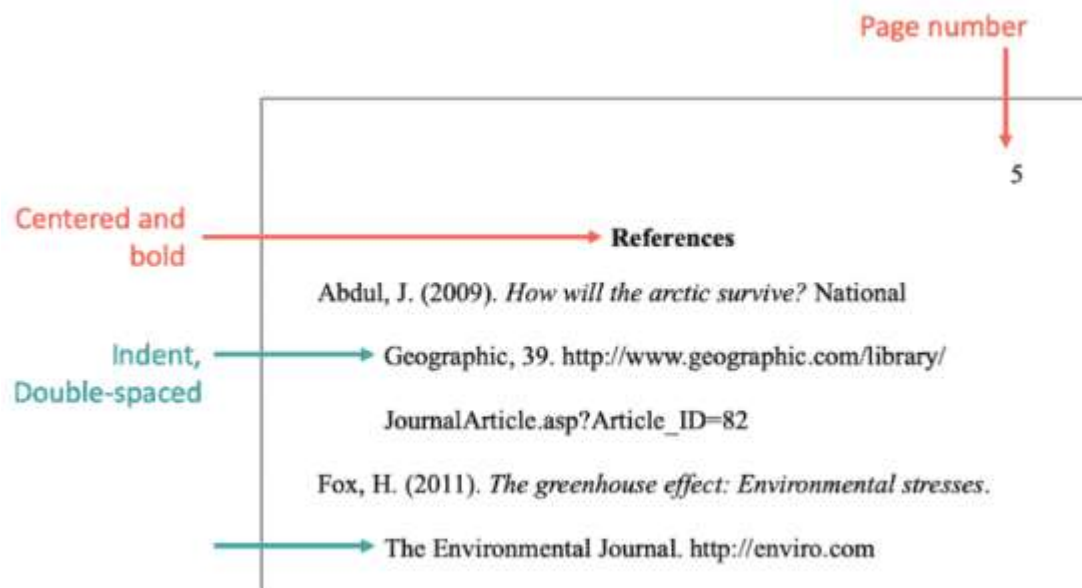 Page number
5
Centered and
bold
References
Abdul, J. (2009). How will the arctic survive? National
Indent,
Double-spaced
Geographic, 39. http://www.geographic.com/library/
JournalArticle.asp?Article_ID=82
Fox, H. (2011). The greenhouse effect: Environmental stresses.
The Environmental Journal. http://enviro.com